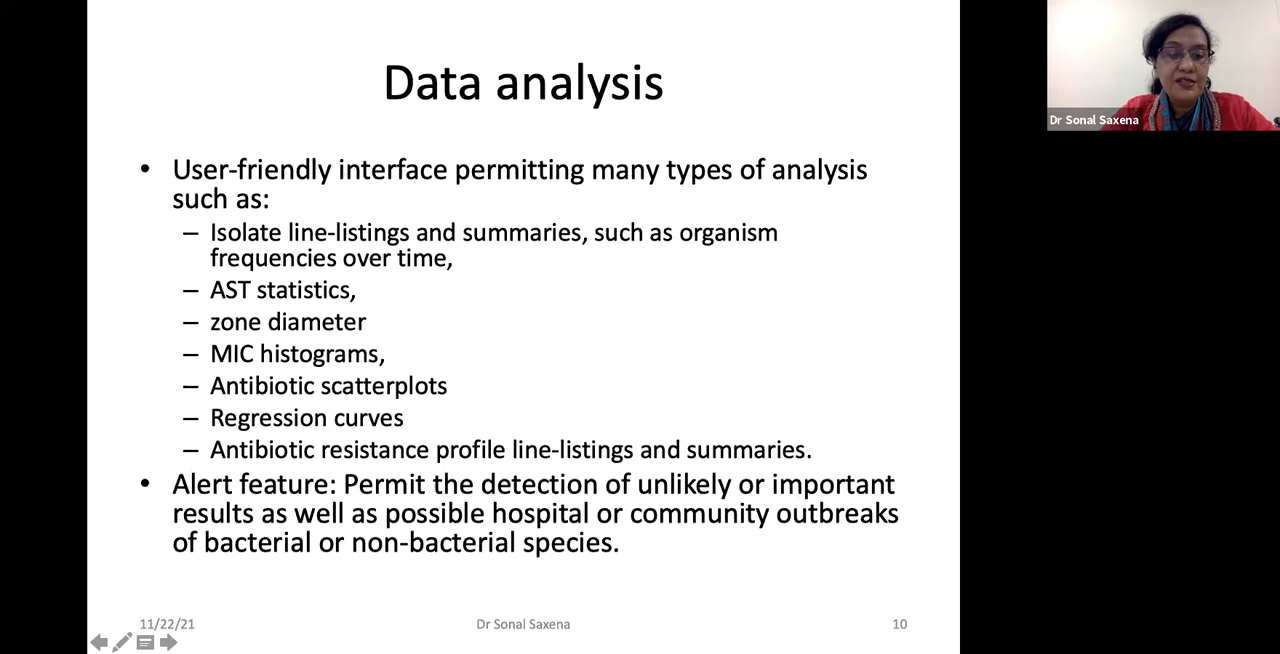 Data analysis
• User-friendly interface permitting many types of analysis
such as:
– Isolate line-listings and summaries, such as organism
frequencies over time,
– AST statistics,
– zone diameter
– MIC histograms,
– Antibiotic scatterplots
– Regression curves
– Antibiotic resistance profile line-listings and summaries.
• Alert feature: Permit the detection of unlikely or important
results as well as possible hospital or community outbreaks
of bacterial or non-bacterial species.
11/22/21
Dr Sonal Saxena
10
Dr Sonal Saxena